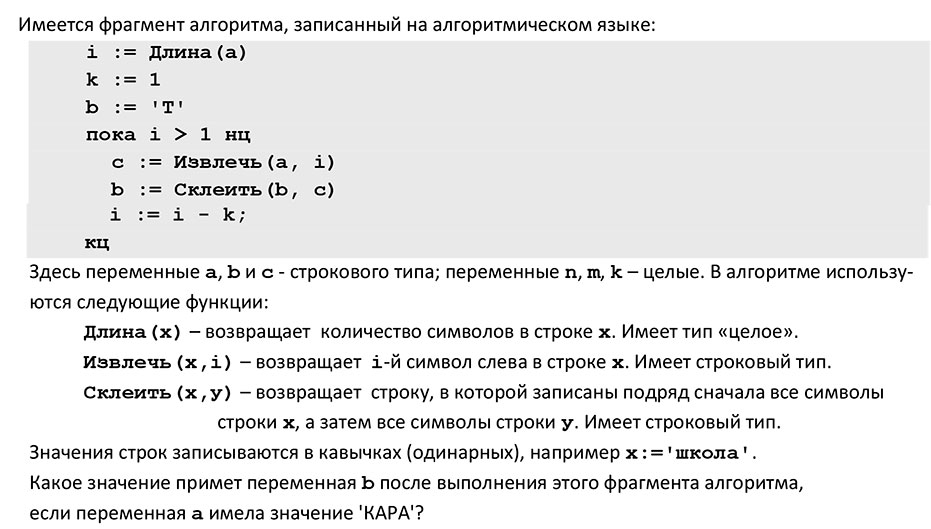 Имеется фрагмент алгоритма, записанный на алгоритмическом языке:
i := Длина(a)
k := 1
b := 'Т'
пока i > 1 нц
c := Извлечь(a, i)
b := Склеить(b, c)
i := i - k;
кц
Здесь переменные a, b и c - строкового типа; переменные n, m, k – целые. В алгоритме использу-
ются следующие функции:
Длина(x) – возвращает количество символов в строке x. Имеет тип «целое».
Извлечь(x,i) – возвращает i-й символ слева в строке x. Имеет строковый тип.
Склеить(x,y) – возвращает строку, в которой записаны подряд сначала все символы
строки x, а затем все символы строки y. Имеет строковый тип.
Значения строк записываются в кавычках (одинарных), например x:='школа'.
Какое значение примет переменная b после выполнения этого фрагмента алгоритма,
если переменная a имела значение 'КАРА'?